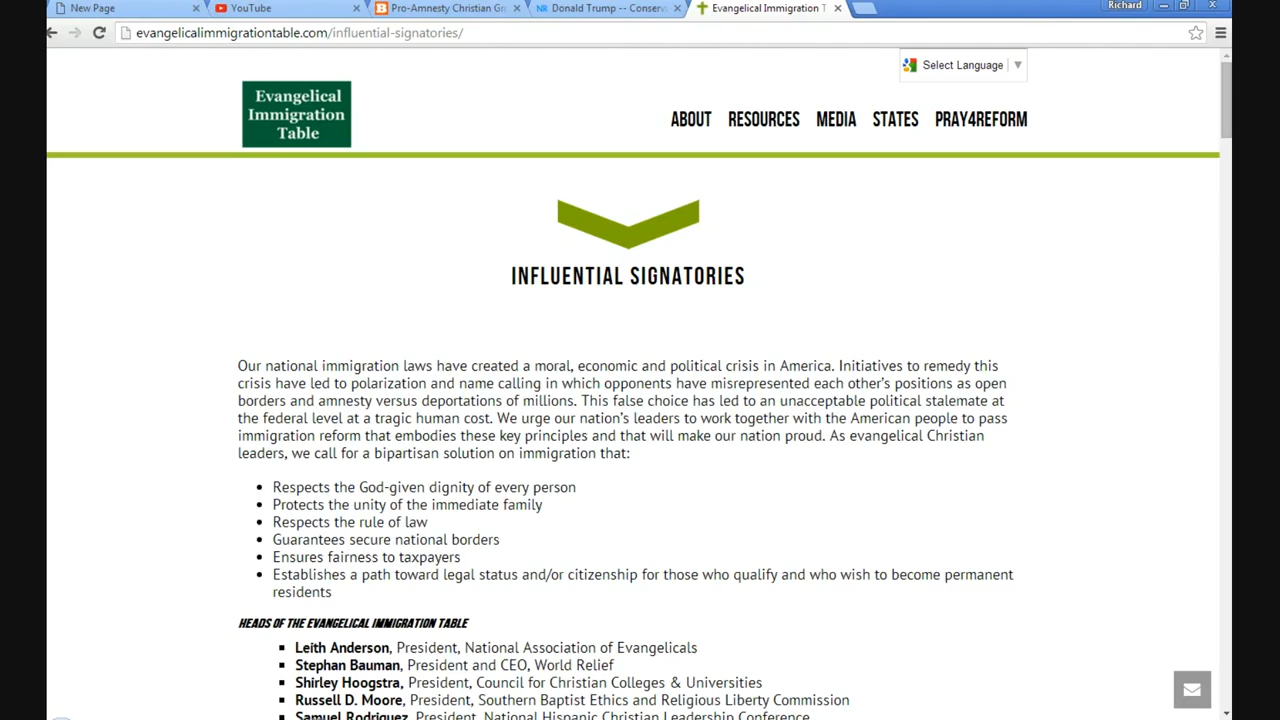 New Page
YouTube
Pro-Amnesty Christian Gr
Donald Trump -- Conserv
Evangelical Immigration T
Richard
evangelicalimmigrationtable.com/influential-signatories/
Select Language
Evangelical
Immigration
Table
ABOUT RESOURCES MEDIA STATES PRAY4REFORM
INFLUENTIAL SIGNATORIES
Our national immigration laws have created a moral, economic and political crisis in America. Initiatives to remedy this
crisis have led to polarization and name calling in which opponents have misrepresented each other's positions as open
borders and amnesty versus deportations of millions. This false choice has led to an unacceptable political stalemate at
the federal level at a tragic human cost. We urge our nation's leaders to work together with the American people to pass
immigration reform that embodies these key principles and that will make our nation proud. As evangelical Christian
leaders, we call for a bipartisan solution on immigration that:
• Respects the God-given dignity of every person
• Protects the unity of the immediate family
• Respects the rule of law
• Guarantees secure national borders
• Ensures fairness to taxpayers
• Establishes a path toward legal status and/or citizenship for those who qualify and who wish to become permanent
residents
HEADS OF THE EVANGELICAL IMMIGRATION TABLE
▪ Leith Anderson, President, National Association of Evangelicals
▪ Stephan Bauman, President and CEO, World Relief
▪ Shirley Hoogstra, President, Council for Christian Colleges & Universities
▪ Russell D. Moore, President, Southern Baptist Ethics and Religious Liberty Commission
▪ Samuel Rodriguez, President, National Hispanic Christian Leadership Conference